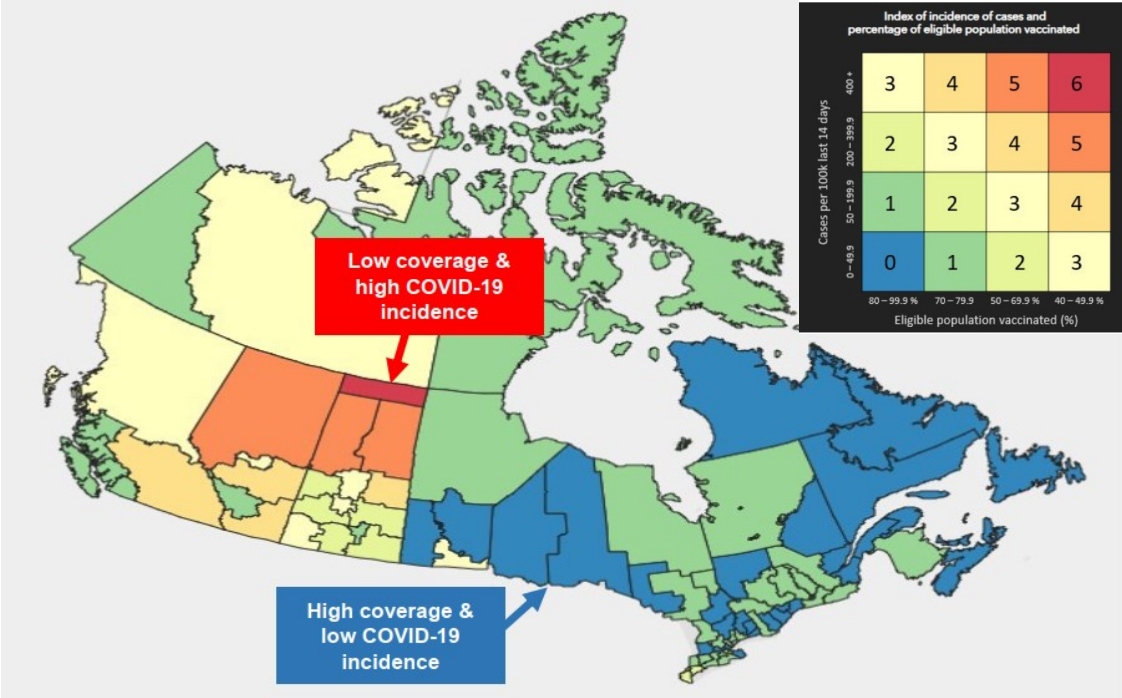 Index of incidence of cases and
percentage of eligible population vaccinated
Cases per 100k last 14 days
400 +
3 4 5 6
200 – 399.9
2 3 4 5
50 – 199.9
1 2 3 4
0 – 49.9
0 1 2 3
80 – 99.9 % 70 – 79.9 50 – 69.9 % 40 – 49.9 %
Eligible population vaccinated (%)
Low coverage &
high COVID-19
incidence
High coverage &
low COVID-19
incidence